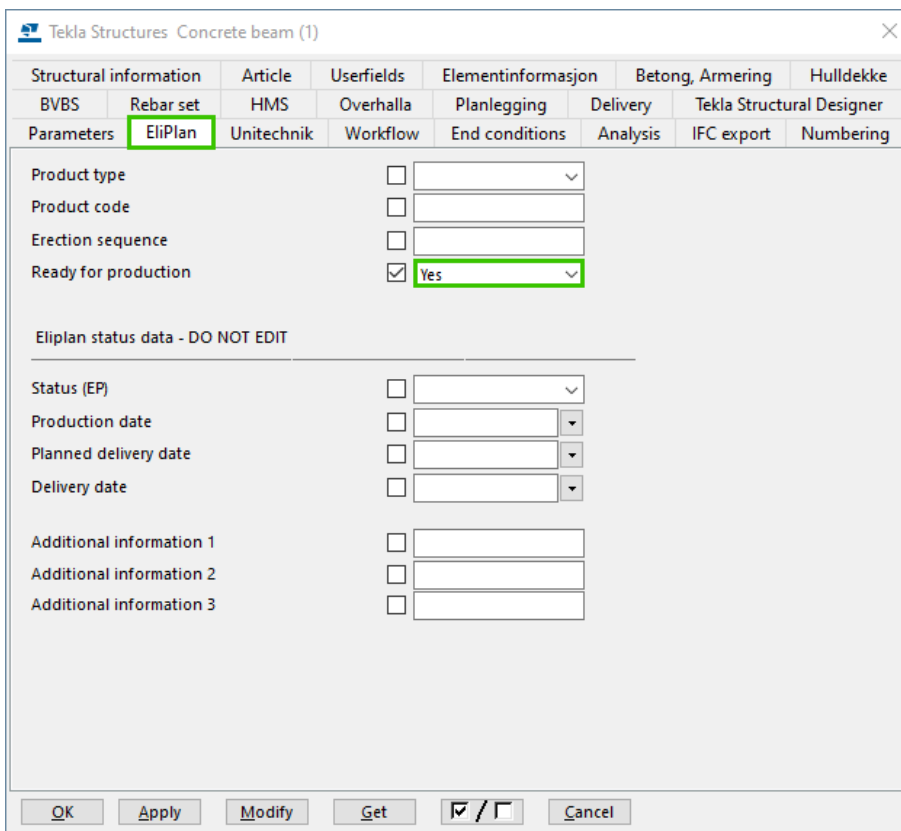 Tekla Structures Concrete beam (1)
Structural information Article Userfields Elementinformasjon Betong, Armering Hulldekke
BVBS Rebar set HMS Overhalla Planlegging Delivery Tekla Structural Designer
Parameters EliPlan Unitechnik Workflow End conditions Analysis IFC export Numbering
Product type
Product code
Erection sequence
Ready for production Yes
Eliplan status data - DO NOT EDIT
Status (EP)
Production date
Planned delivery date
Delivery date
Additional information 1
Additional information 2
Additional information 3
OK Apply Modify Get / Cancel